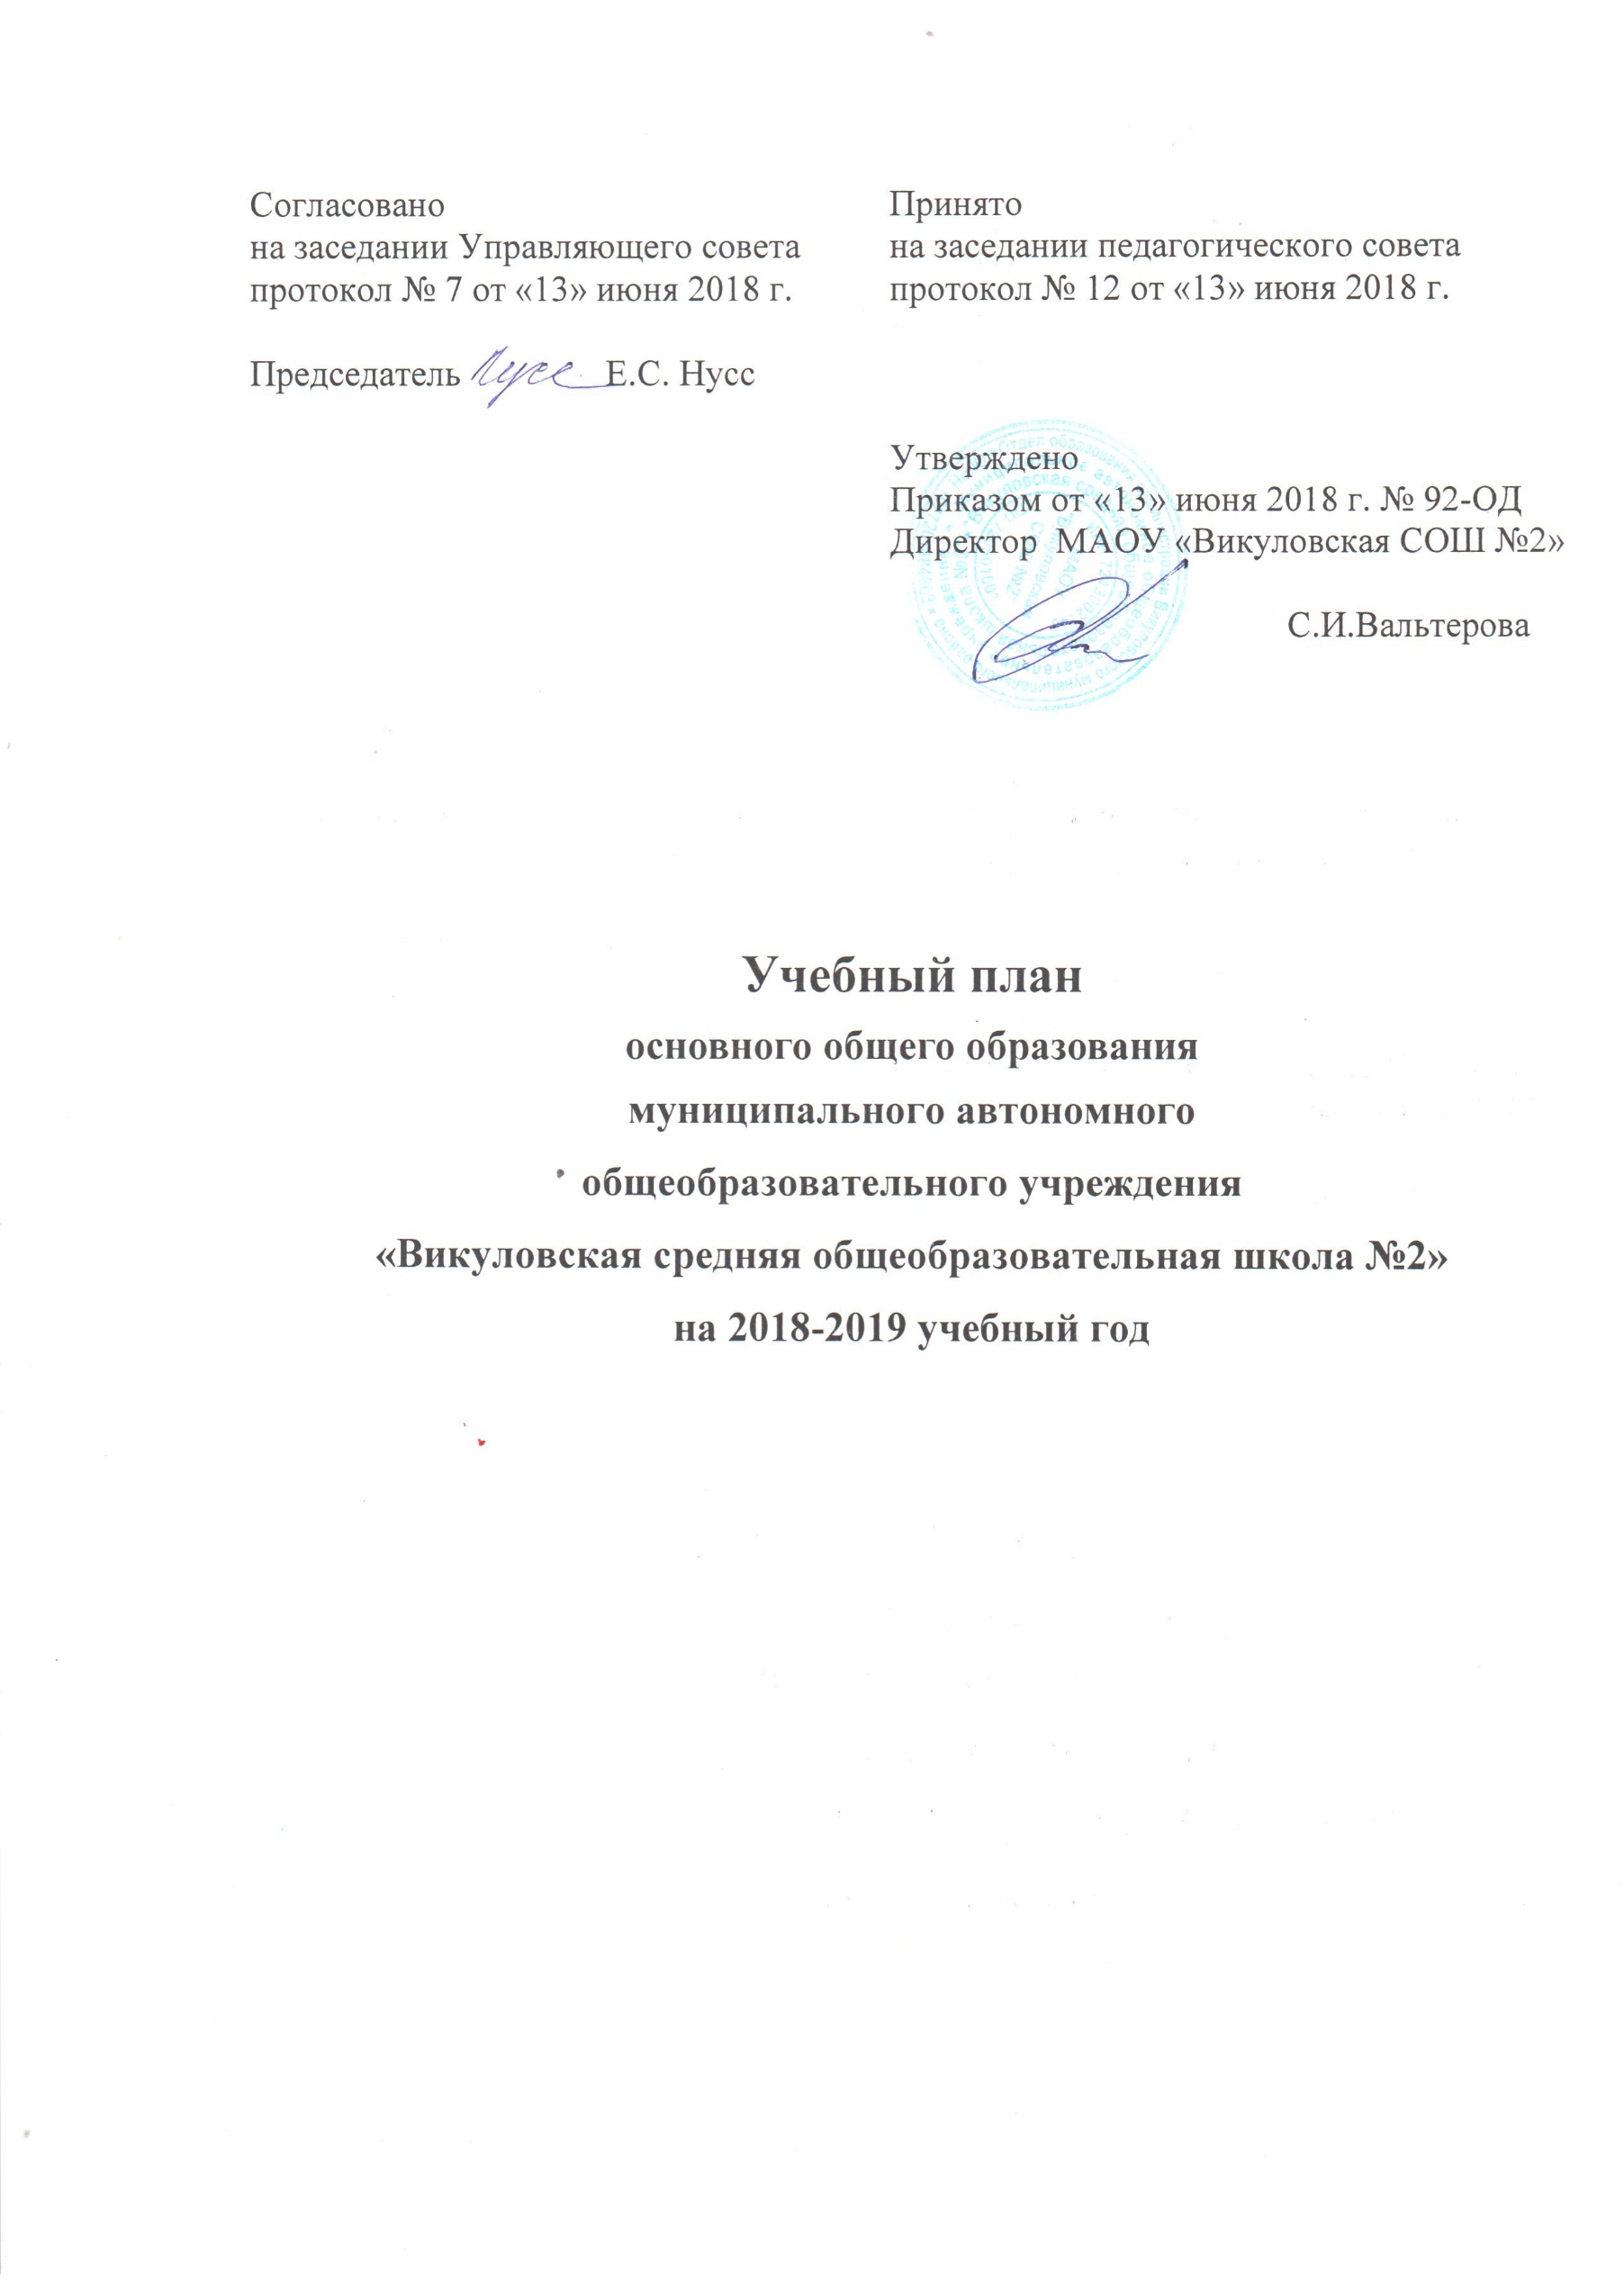 Согласовано
на заседании Управляющего совета
протокол № 7 от «13» июня 2018 г.
Председатель Нусс Е.С. Нусс
Принято
на заседании педагогического совета
протокол № 12 от «13» июня 2018 г.
Утверждено
Приказом от «13» июня 2018 г. № 92-ОД
Директор МАОУ «Викуловская СОШ №2»
С.И.Вальтерова
Учебный план
основного общего образования
муниципального автономного
общеобразовательного учреждения
«Викуловская средняя общеобразовательная школа №2»
на 2018-2019 учебный год